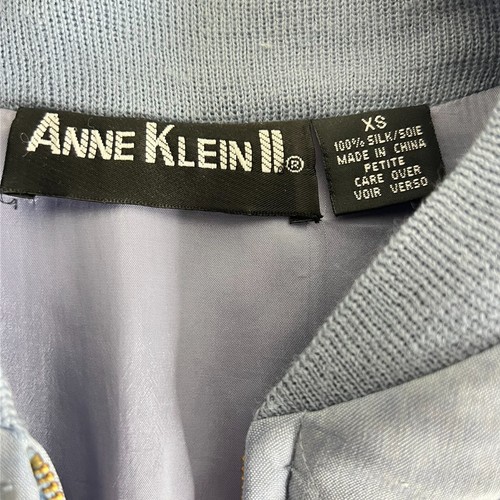 ANNE KLEIN II®
XS
100% SILK/SOIE
MADE IN CHINA
PETITE
CARE OVER
VOIR VERSO